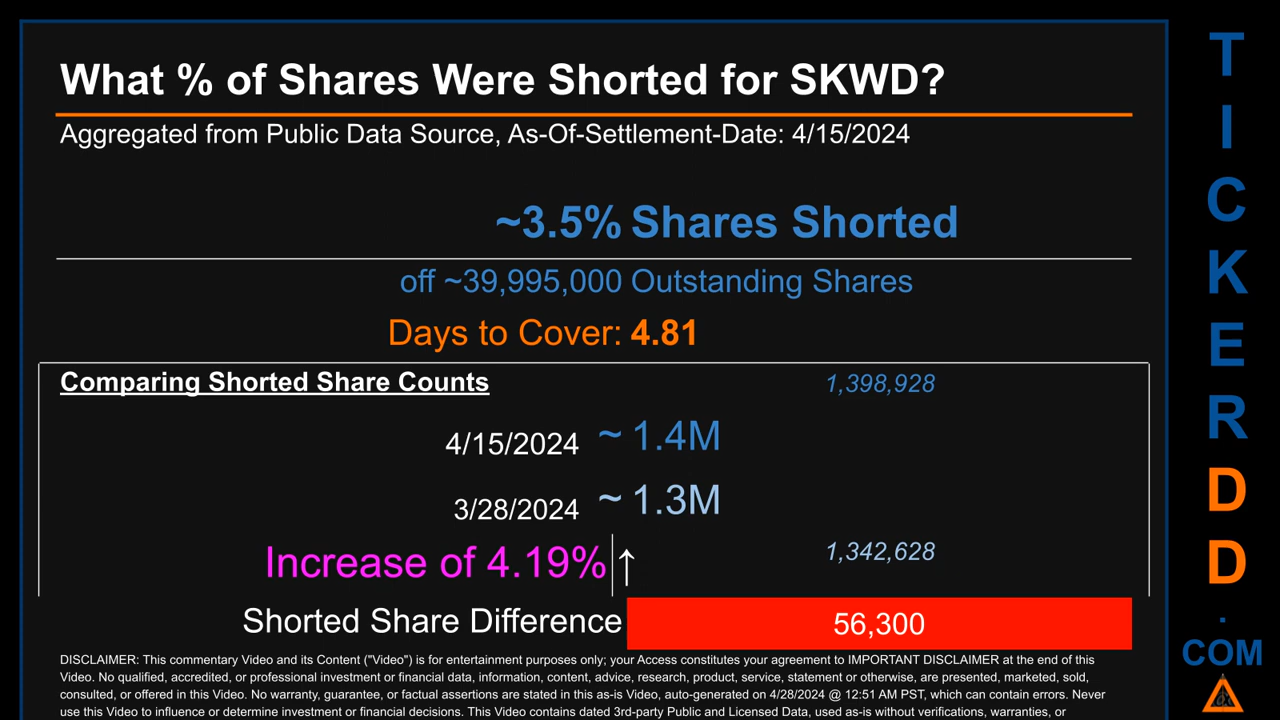 What % of Shares Were Shorted for SKWD?
Aggregated from Public Data Source, As-Of-Settlement-Date: 4/15/2024
~3.5% Shares Shorted
off ~39,995,000 Outstanding Shares
Days to Cover: 4.81
Comparing Shorted Share Counts
1,398,928
4/15/2024 ~ 1.4M
3/28/2024 ~ 1.3M
1,342,628
Increase of 4.19% ↑
Shorted Share Difference 56,300
DISCLAIMER: This commentary Video and its Content ("Video") is for entertainment purposes only; your Access constitutes your agreement to IMPORTANT DISCLAIMER at the end of this
Video. No qualified, accredited, or professional investment or financial data, information, content, advice, research, product, service, statement or otherwise, are presented, marketed, sold,
consulted, or offered in this Video. No warranty, guarantee, or factual assertions are stated in this as-is Video, auto-generated on 4/28/2024 @ 12:51 AM PST, which can contain errors. Never
use this Video to influence or determine investment or financial decisions. This Video contains dated 3rd-party Public and Licensed Data, used as-is without verifications, warranties, or
T
I
C
K
E
R
D
D
.
COM